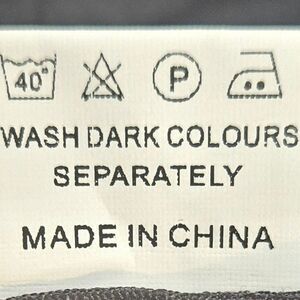 40° P
WASH DARK COLOURS
SEPARATELY
MADE IN CHINA